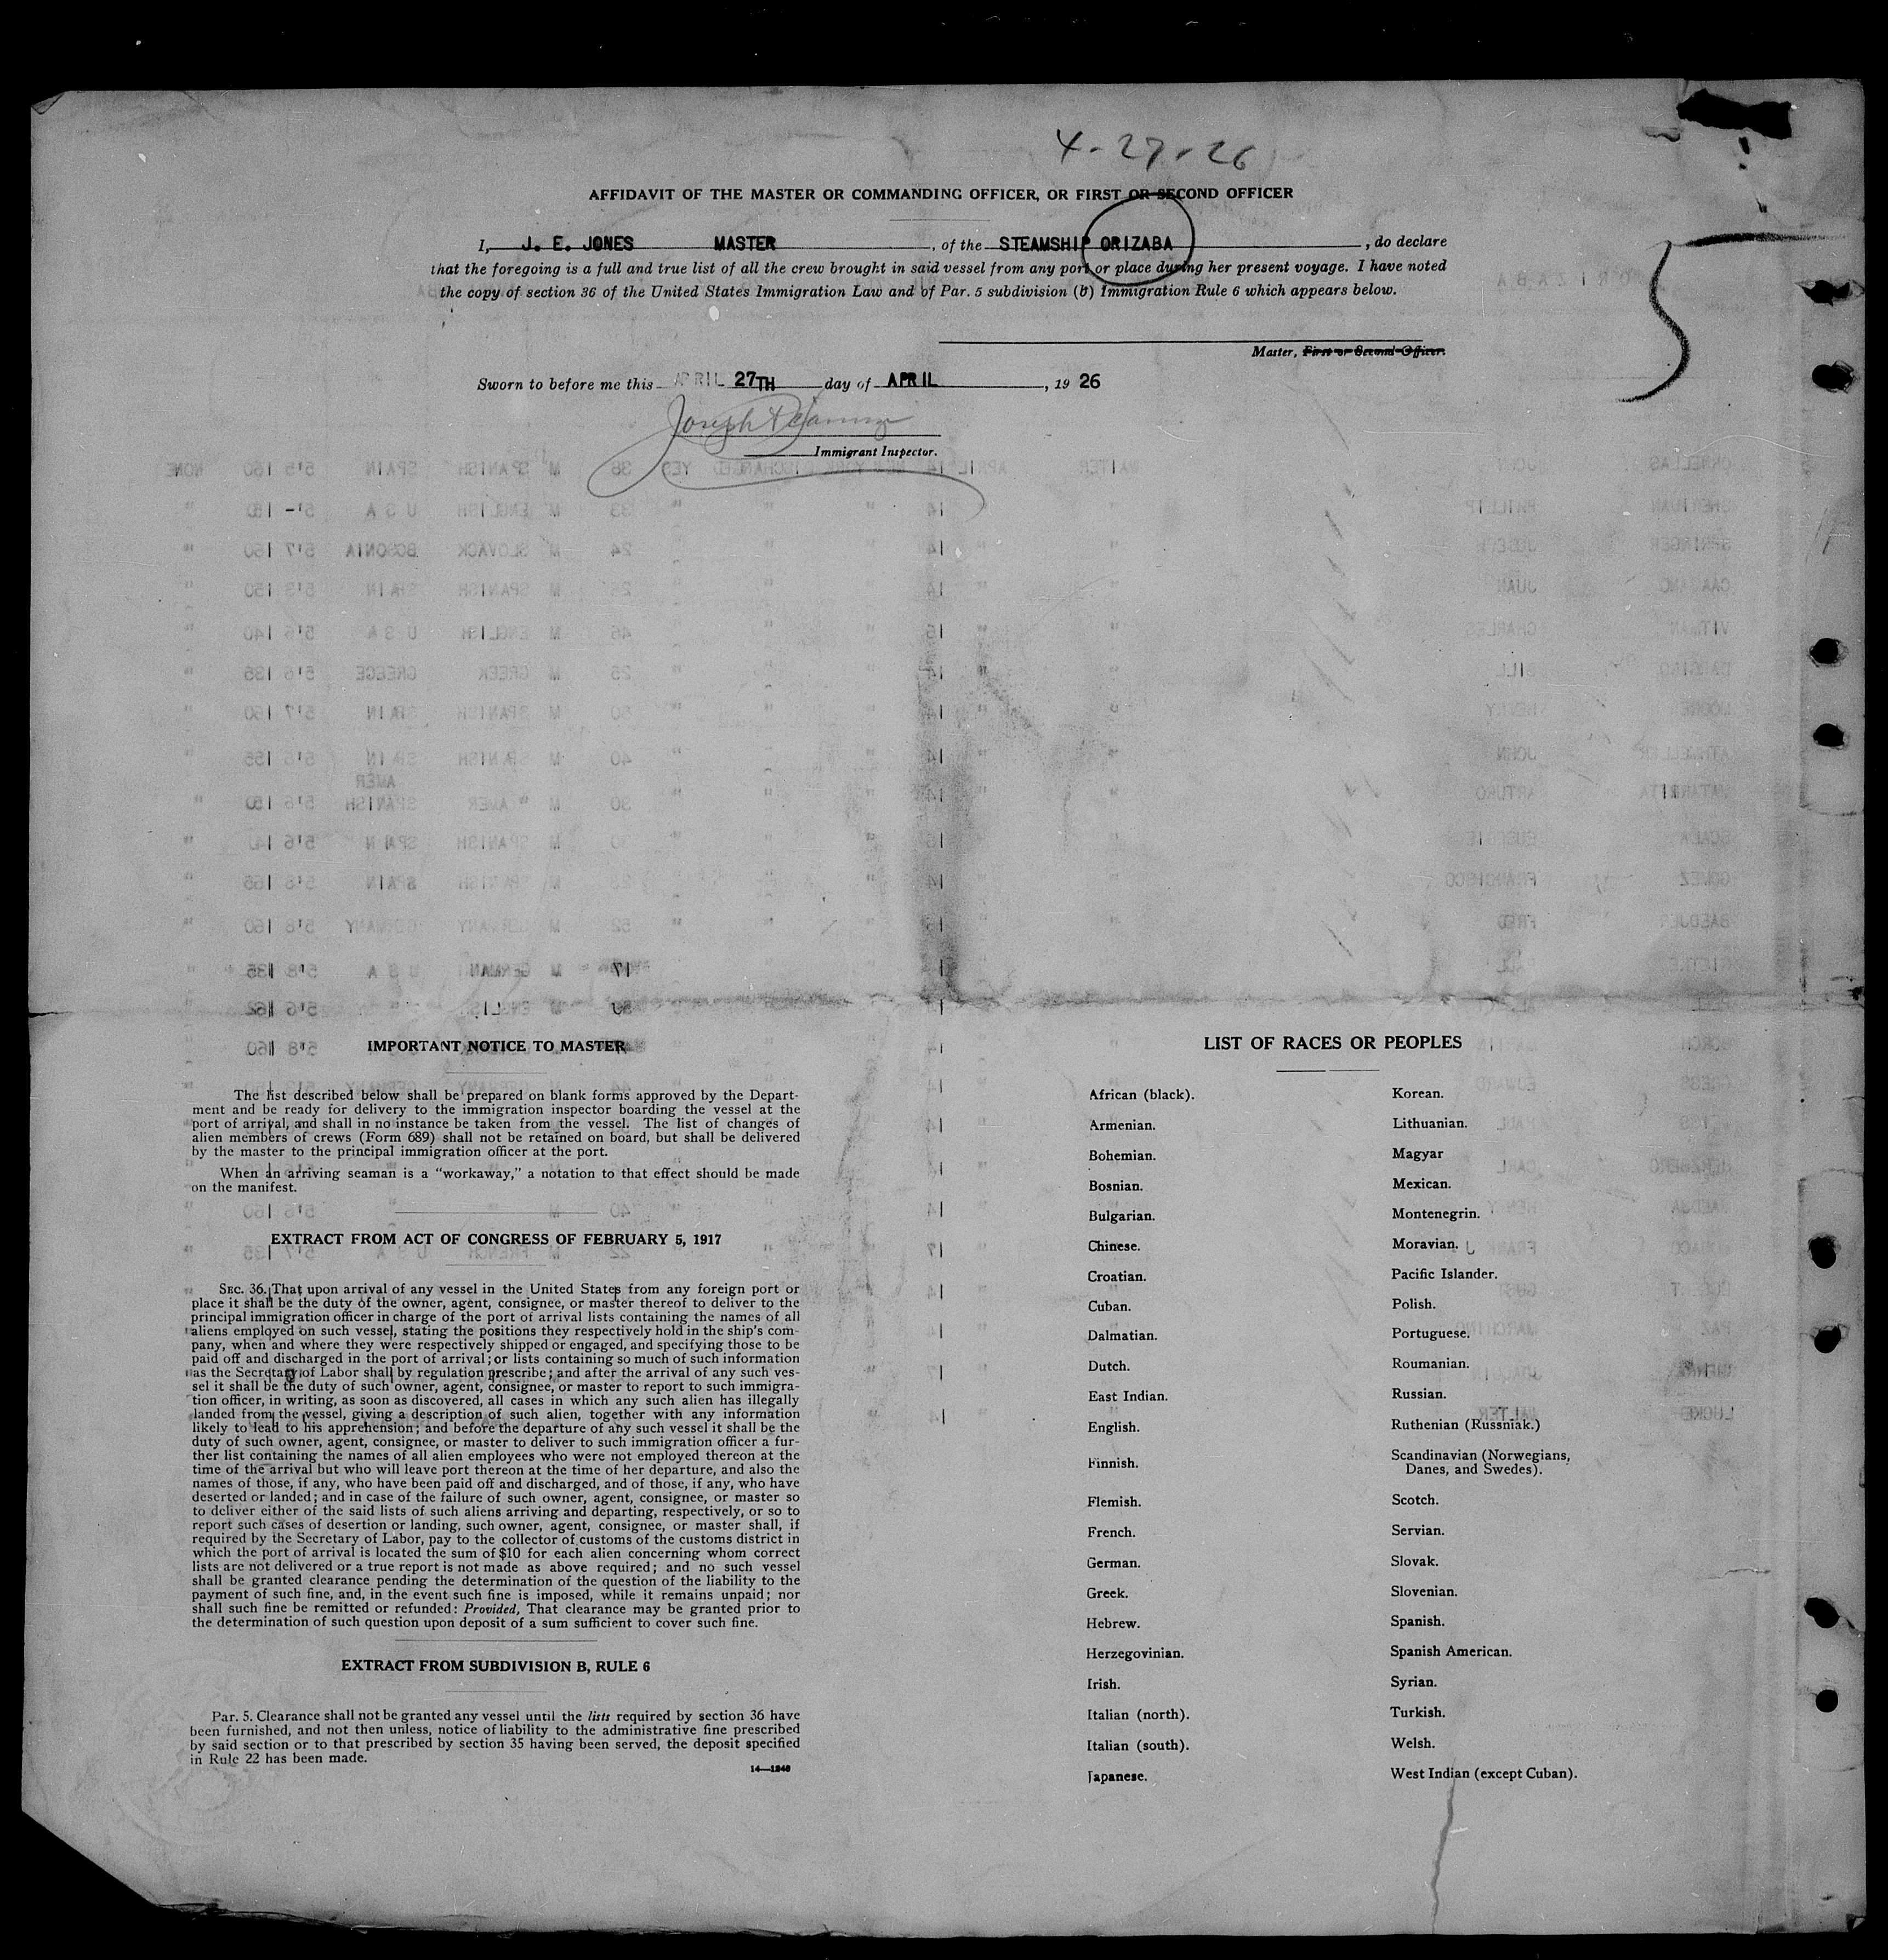 4-27-26
AFFIDAVIT OF THE MASTER OR COMMANDING OFFICER, OR FIRST OR SECOND OFFICER
I, J. E. JONES MASTER, of the STEAMSHIP ORIZABA, do declare
that the foregoing is a full and true list of all the crew brought in said vessel from any port or place during her present voyage. I have noted
the copy of section 36 of the United States Immigration Law and of Par. 5 subdivision (b) Immigration Rule 6 which appears below.
5
Master, First or Second Officer.
Sworn to before me this APRIL 27TH day of APRIL, 19 26
Joseph
Immigrant Inspector.
IMPORTANT NOTICE TO MASTER
The list described below shall be prepared on blank forms approved by the Depart-
ment and be ready for delivery to the immigration inspector boarding the vessel at the
port of arrival, and shall in no instance be taken from the vessel. The list of changes of
alien members of crews (Form 689) shall not be retained on board, but shall be delivered
by the master to the principal immigration officer at the port.
When an arriving seaman is a "workaway," a notation to that effect should be made
on the manifest.
EXTRACT FROM ACT OF CONGRESS OF FEBRUARY 5, 1917
SEC. 36. That upon arrival of any vessel in the United States from any foreign port or
place it shall be the duty of the owner, agent, consignee, or master thereof to deliver to the
principal immigration officer in charge of the port of arrival lists containing the names of all
aliens employed on such vessel, stating the positions they respectively hold in the ship's com-
pany, when and where they were respectively shipped or engaged, and specifying those to be
paid off and discharged in the port of arrival; or lists containing so much of such information
as the Secretary of Labor shall by regulation prescribe; and after the arrival of any such ves-
sel it shall be the duty of such owner, agent, consignee, or master to report to such immigra-
tion officer, in writing, as soon as discovered, all cases in which any such alien has illegally
landed from the vessel, giving a description of such alien, together with any information
likely to lead to his apprehension; and before the departure of any such vessel it shall be the
duty of such owner, agent, consignee, or master to deliver to such immigration officer a fur-
ther list containing the names of all alien employees who were not employed thereon at the
time of the arrival but who will leave port thereon at the time of her departure, and also the
names of those, if any, who have been paid off and discharged, and of those, if any, who have
deserted or landed; and in case of the failure of such owner, agent, consignee, or master so
to deliver either of the said lists of such aliens arriving and departing, respectively, or so to
report such cases of desertion or landing, such owner, agent, consignee, or master shall, if
required by the Secretary of Labor, pay to the collector of customs of the customs district in
which the port of arrival is located the sum of $10 for each alien concerning whom correct
lists are not delivered or a true report is not made as above required; and no such vessel
shall be granted clearance pending the determination of the question of the liability to the
payment of such fine, and, in the event such fine is imposed, while it remains unpaid; nor
shall such fine be remitted or refunded: Provided, That clearance may be granted prior to
the determination of such question upon deposit of a sum sufficient to cover such fine.
EXTRACT FROM SUBDIVISION B, RULE 6
Par. 5. Clearance shall not be granted any vessel until the lists required by section 36 have
been furnished, and not then unless, notice of liability to the administrative fine prescribed
by said section or to that prescribed by section 35 having been served, the deposit specified
in Rule 22 has been made.
14—1248
LIST OF RACES OR PEOPLES
African (black).
Armenian.
Bohemian.
Bosnian.
Bulgarian.
Chinese.
Croatian.
Cuban.
Dalmatian.
Dutch.
East Indian.
English.
Finnish.
Flemish.
French.
German.
Greek.
Hebrew.
Herzegovinian.
Irish.
Italian (north).
Italian (south).
Japanese.
Korean.
Lithuanian.
Magyar
Mexican.
Montenegrin.
Moravian.
Pacific Islander.
Polish.
Portuguese.
Roumanian.
Russian.
Ruthenian (Russniak.)
Scandinavian (Norwegians,
Danes, and Swedes).
Scotch.
Servian.
Slovak.
Slovenian.
Spanish.
Spanish American.
Syrian.
Turkish.
Welsh.
West Indian (except Cuban).